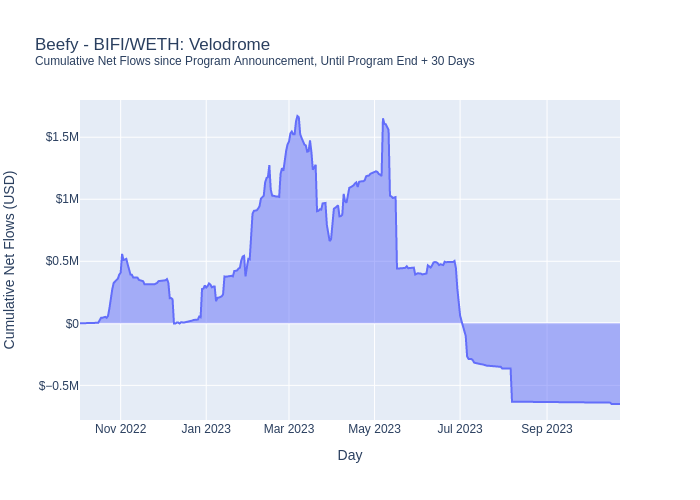 Beefy - BIFI/WETH: Velodrome
Cumulative Net Flows since Program Announcement, Until Program End + 30 Days
Cumulative Net Flows (USD)
$1.5M
$1M
$0.5M
$0
$−0.5M
Nov 2022
Jan 2023
Mar 2023
May 2023
Jul 2023
Sep 2023
Day